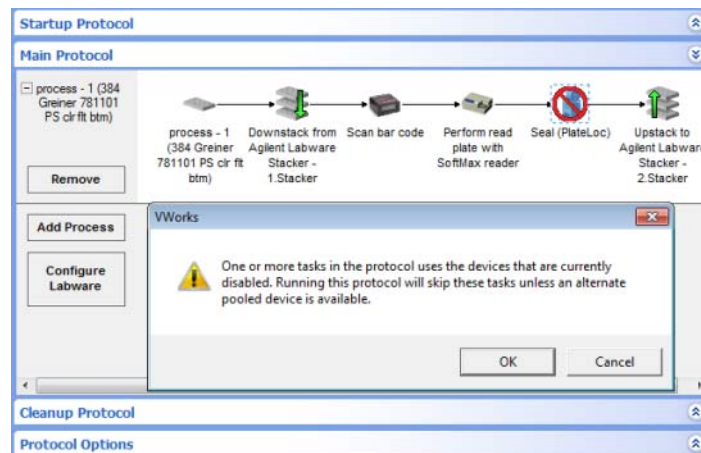 Startup Protocol
Main Protocol
process - 1 (384
Greiner 781101
PS clr flt btm)
Remove
process - 1
(384 Greiner
781101 PS clr flt
btm)
Downstack from
Agilent Labware
Stacker -
1.Stacker
Scan bar code
Perform read
plate with
SoftMax reader
Seal (PlateLoc)
Upstack to
Agilent Labware
Stacker -
2.Stacker
Add Process
Configure
Labware
VWorks
One or more tasks in the protocol uses the devices that are currently
disabled. Running this protocol will skip these tasks unless an alternate
pooled device is available.
OK
Cancel
Cleanup Protocol
Protocol Options